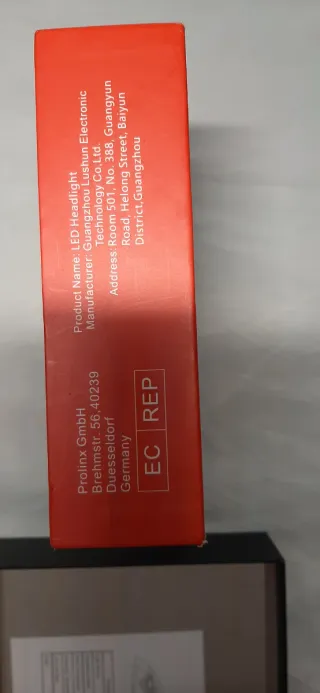 Product Name: LED Headlight
Manufacturer: Guangzhou Lushun Electronic
Technology Co,Ltd.
Address: Room 501, No. 388, Guangyun
Road, Helong Street, Baiyun
District,Guangzhou
Prolinx GmbH
Brehmstr. 56,40239
Duesseldorf
Germany
EC REP